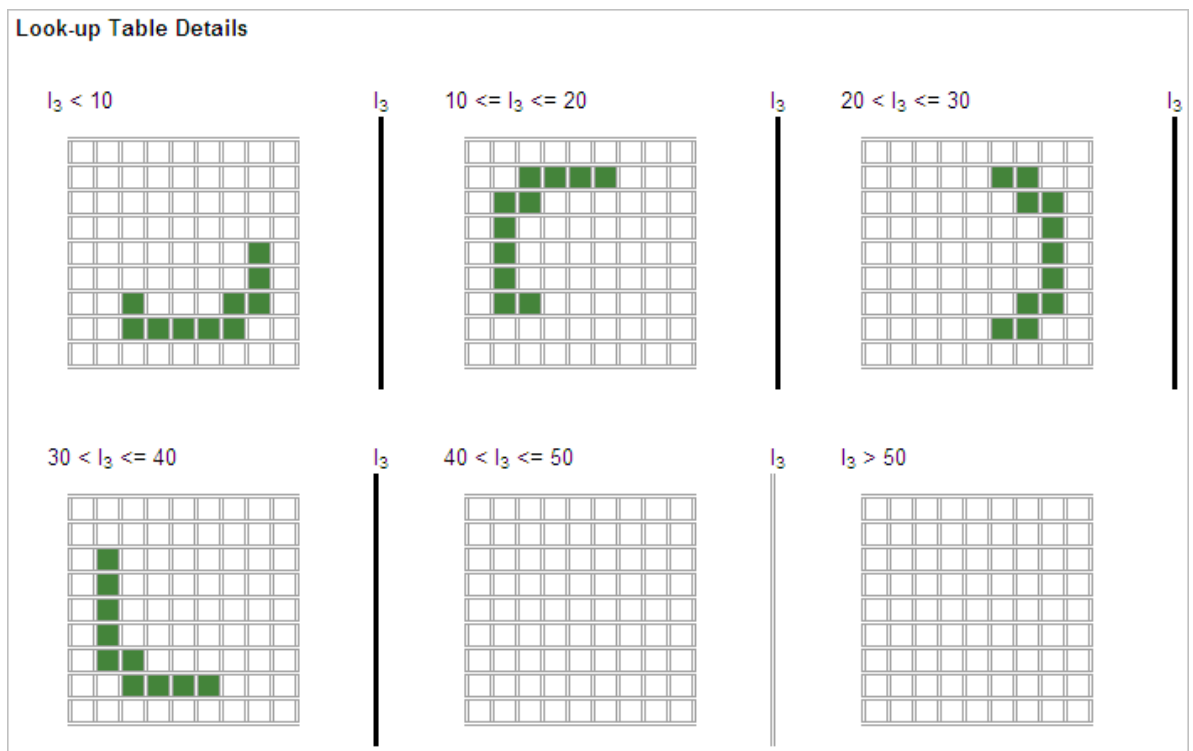 Look-up Table Details
I₃ < 10 I₃ 10 <= I₃ <= 20 I₃ 20 < I₃ <= 30 I₃
30 < I₃ <= 40 I₃ 40 < I₃ <= 50 I₃ I₃ > 50